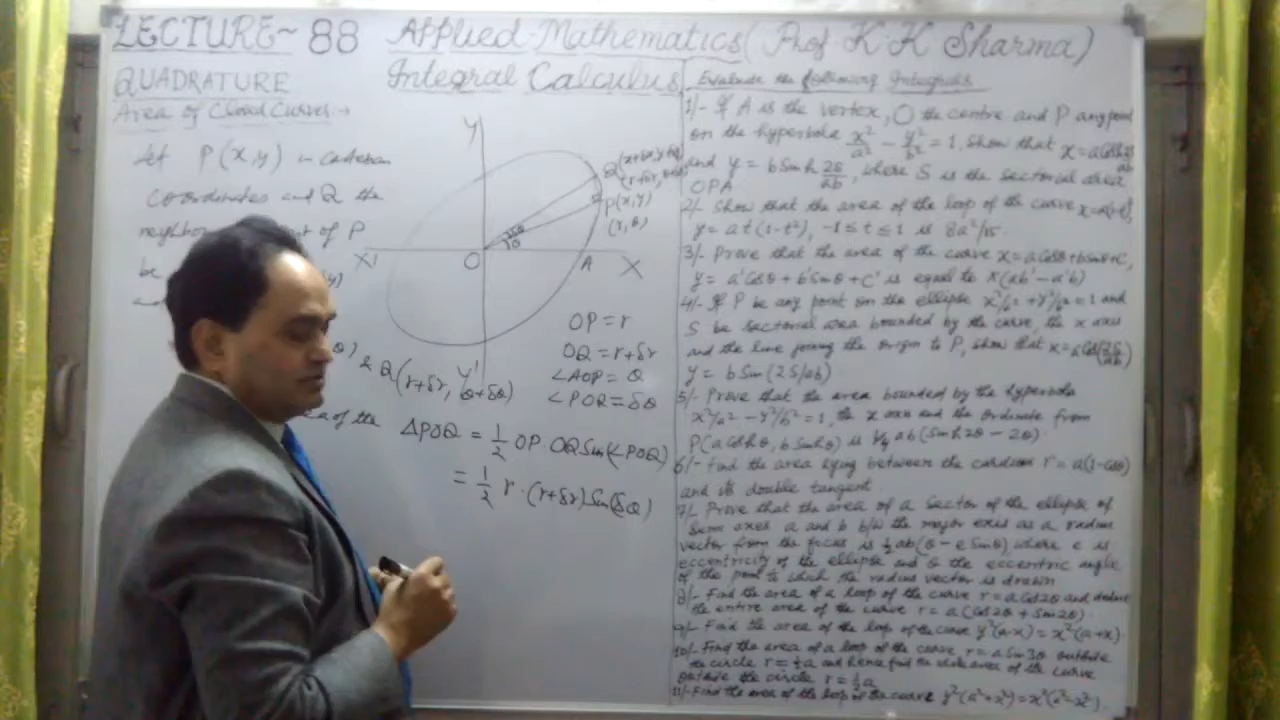 LECTURE~ 88 Applied Mathematics (Prof. K. K Sharma)
QUADRATURE Integral Calculus
Area of Closed Curves →
Let P(x,y) in cartesian
coordinates and Q the
of P
be
Y
Q(x+δx, y+δy)
(r+δr, θ+δθ)
P(x,y)
(r,θ)
δθ
θ
X' O A X
Y'
OP = r
OQ = r+δr
∠AOP = θ
∠POQ = δθ
& Q(r+δr, θ+δθ)
of the ΔPOQ = 1/2 OP. OQ Sin(∠POQ)
= 1/2 r. (r+δr) Sin(δθ)
Evaluate the following Integrals
1/- If A is the vertex, O the centre and P any point
on the hyperbola x²/a² - y²/b² = 1. Show that x = a Cosh 2S/ab
and y = b Sinh 2S/ab, where S is the sectorial area
OPA
2/- Show that the area of the loop of the curve
y = at(1-t²), -1 ≤ t ≤ 1 is 8a²/15.
3/- Prove that the area of the curve x = a Cosθ + b Sinθ + c,
y = a'Cosθ + b'Sinθ + c' is equal to π(ab' - a'b)
4/- If P be any point on the ellipse x²/a² + y²/b² = 1 and
S be sectorial area bounded by the curve, the x axis
and the line joining the origin to P, show that x = a Cos(2S/ab)
y = b Sin (2S/ab)
5/- Prove that the area bounded by the hyperbola
x²/a² - y²/b² = 1, the x axis and the ordinate from
P(a Coshθ, b Sinhθ) is 1/4 ab (Sinh 2θ - 2θ).
6/- Find the area lying between the cardium r = a(1-Cosθ)
and its double tangent.
7/- Prove that the area of a sector of the ellipse of
Semi axes a and b b/w the major axis as a radius
vector from the focus is 1/2 ab(θ - e Sinθ), where e is
eccentricity of the ellipse and θ the eccentric angle
of the point to which the radius vector is drawn
8/- Find the area of a loop of the curve r = a Cos2θ and deduce
the entire area of the curve r = a (Cos 2θ + Sin 2θ)
9/- Find the area of the loop of the curve y²(a-x) = x²(a+x).
10/- Find the area of a loop of the curve r = a Sin3θ outside
the circle r = 1/2 a and hence find the whole area of the curve
outside the circle r = 1/2 a
11/- Find the area of the loop of the curve y²(a²+x²) = x²(a²-x²).